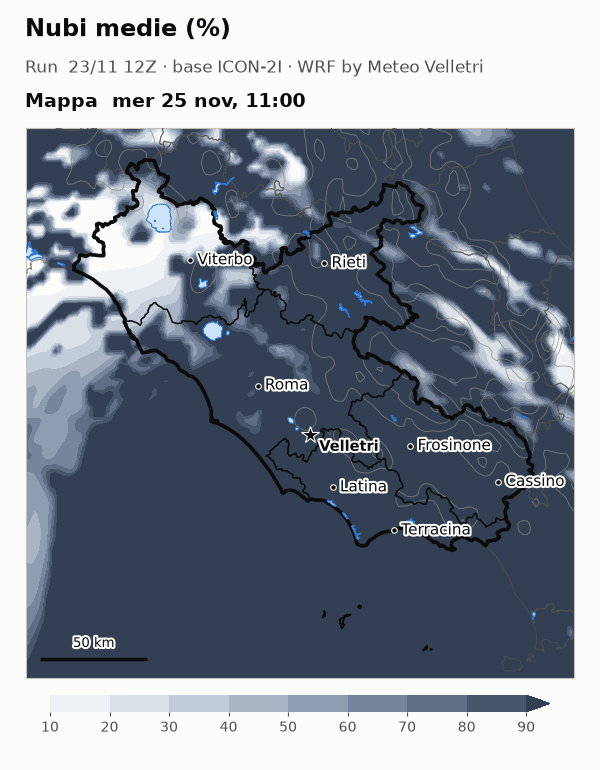 Nubi medie (%)
Run 23/11 12Z · base ICON-2I · WRF by Meteo Velletri
Mappa mer 25 nov, 11:00
Viterbo
Rieti
Roma
Velletri
Frosinone
Latina
Cassino
Terracina
50 km
10 20 30 40 50 60 70 80 90